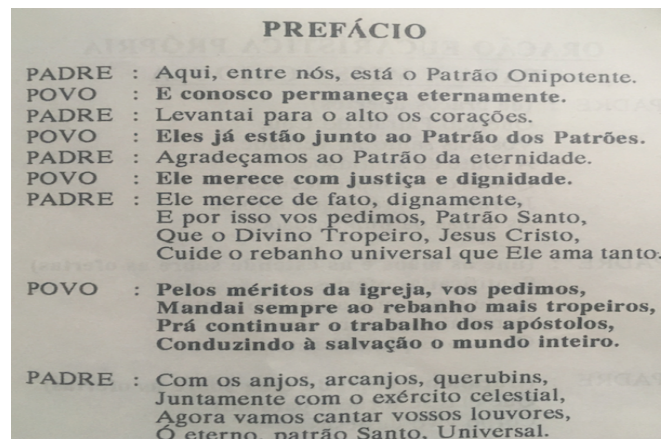 PREFÁCIO
PADRE : Aqui, entre nós, está o Patrão Onipotente.
POVO : E conosco permaneça eternamente.
PADRE : Levantai para o alto os corações.
POVO : Eles já estão junto ao Patrão dos Patrões.
PADRE : Agradeçamos ao Patrão da eternidade.
POVO : Ele merece com justiça e dignidade.
PADRE : Ele merece de fato, dignamente,
E por isso vos pedimos, Patrão Santo,
Que o Divino Tropeiro, Jesus Cristo,
Cuide o rebanho universal que Ele ama tanto.
POVO : Pelos méritos da igreja, vos pedimos,
Mandai sempre ao rebanho mais tropeiros,
Prá continuar o trabalho dos apóstolos,
Conduzindo à salvação o mundo inteiro.
PADRE : Com os anjos, arcanjos, querubins,
Juntamente com o exército celestial,
Agora vamos cantar vossos louvores,
Ó eterno, patrão Santo, Universal.